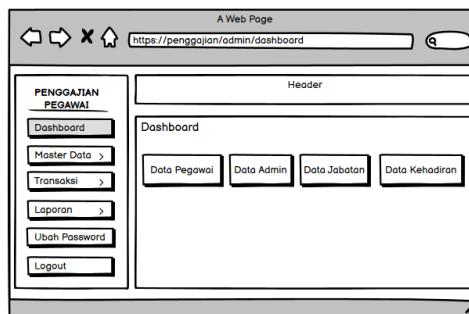 A Web Page
https://penggajian/admin/dashboard
PENGGAJIAN
PEGAWAI
Dashboard
Master Data >
Transaksi >
Laporan >
Ubah Password
Logout
Header
Dashboard
Data Pegawai
Data Admin
Data Jabatan
Data Kehadiran